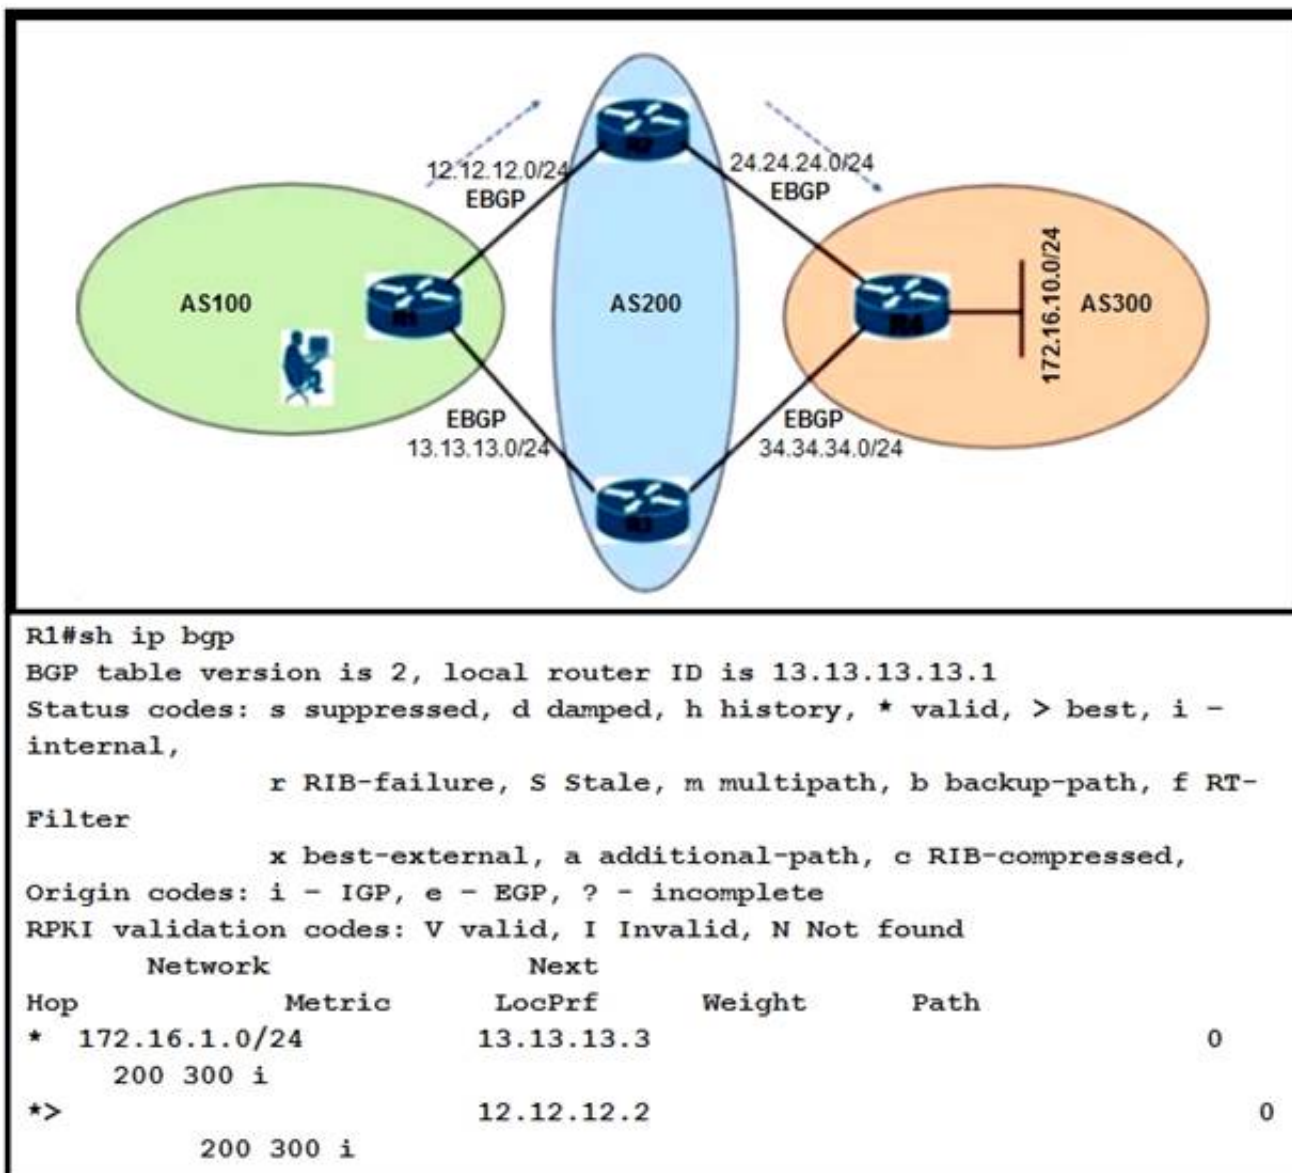 R2
12.12.12.0/24
EBGP
24.24.24.0/24
EBGP
AS100
R1
AS200
R4
172.16.10.0/24
AS300
EBGP
13.13.13.0/24
EBGP
34.34.34.0/24
R3
R1#sh ip bgp
BGP table version is 2, local router ID is 13.13.13.13.1
Status codes: s suppressed, d damped, h history, * valid, > best, i -
internal,
r RIB-failure, S Stale, m multipath, b backup-path, f RT-
Filter
x best-external, a additional-path, c RIB-compressed,
Origin codes: i - IGP, e - EGP, ? - incomplete
RPKI validation codes: V valid, I Invalid, N Not found
Network Next
Hop Metric LocPrf Weight Path
* 172.16.1.0/24 13.13.13.3 0
200 300 i
*> 12.12.12.2 0
200 300 i